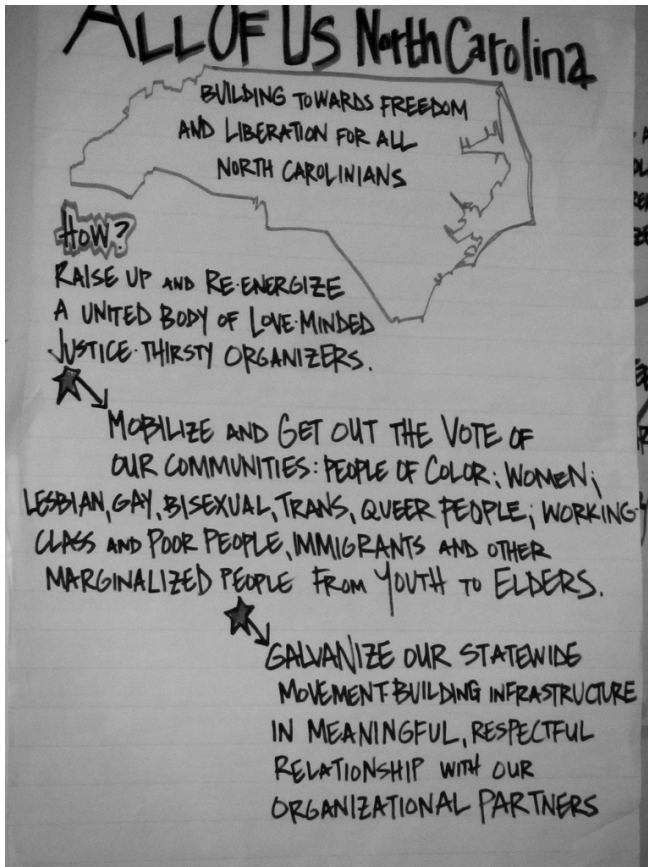 ALL OF US North Carolina
BUILDING TOWARDS FREEDOM
AND LIBERATION FOR ALL
NORTH CAROLINIANS
HOW?
RAISE UP AND RE-ENERGIZE
A UNITED BODY OF LOVE-MINDED
JUSTICE-THIRSTY ORGANIZERS.
MOBILIZE AND GET OUT THE VOTE OF
OUR COMMUNITIES: PEOPLE OF COLOR; WOMEN;
LESBIAN, GAY, BISEXUAL, TRANS, QUEER PEOPLE; WORKING-
CLASS AND POOR PEOPLE, IMMIGRANTS AND OTHER
MARGINALIZED PEOPLE FROM YOUTH TO ELDERS.
GALVANIZE OUR STATEWIDE
MOVEMENT-BUILDING INFRASTRUCTURE
IN MEANINGFUL, RESPECTFUL
RELATIONSHIP WITH OUR
ORGANIZATIONAL PARTNERS